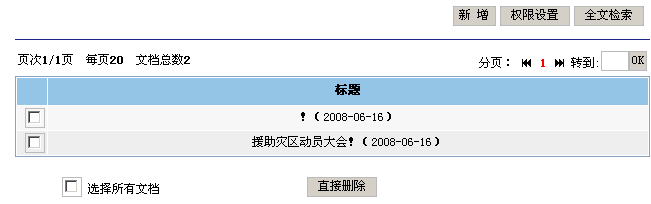 新 增 权限设置 全文检索
页次1/1页 每页20 文档总数2 分页： 1 转到: OK
标题
！（2008-06-16）
援助灾区动员大会！（2008-06-16）
选择所有文档 直接删除